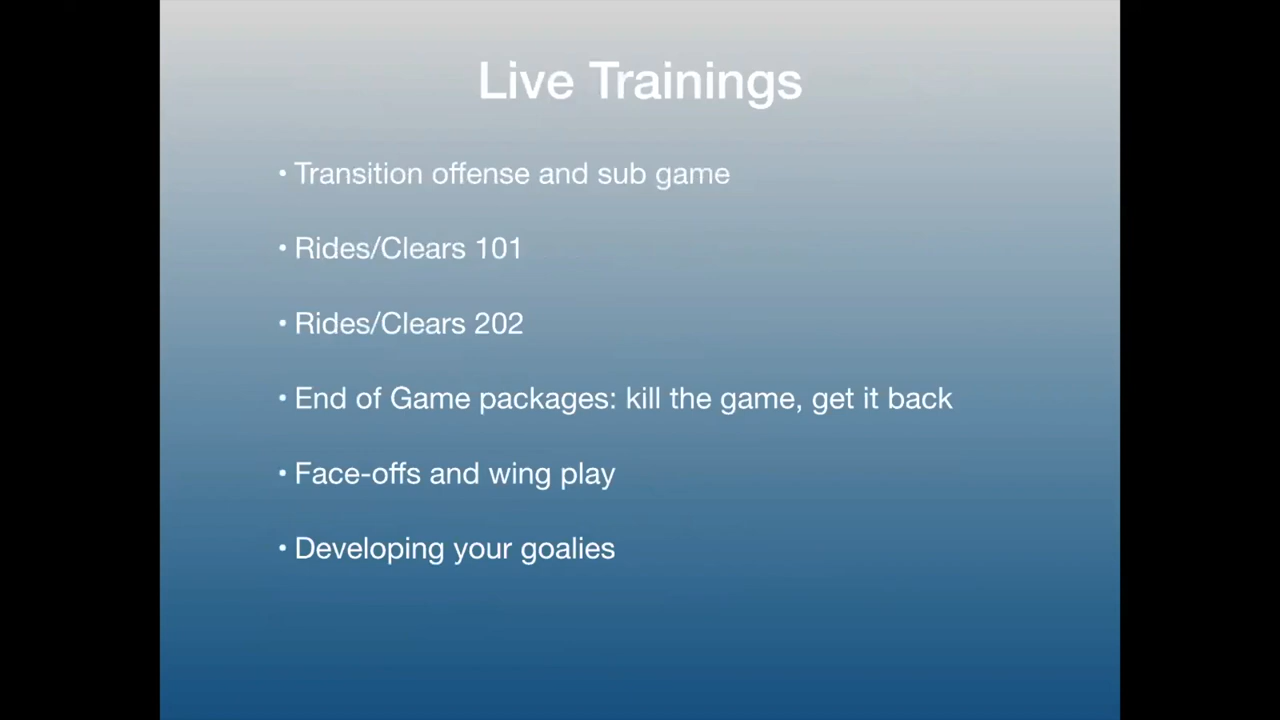 Live Trainings
• Transition offense and sub game
• Rides/Clears 101
• Rides/Clears 202
• End of Game packages: kill the game, get it back
• Face-offs and wing play
• Developing your goalies